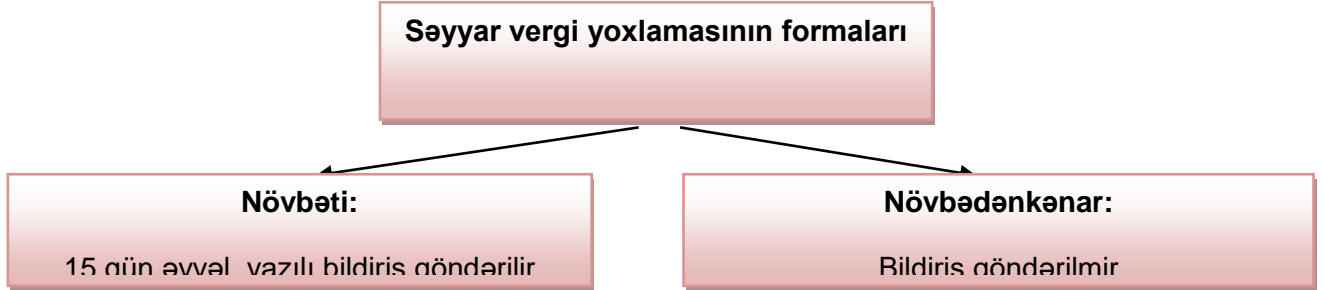 Səyyar vergi yoxlamasının formaları
Növbəti:
15 gün əvvəl yazılı bildiriş göndərilir
Növbədənkənar:
Bildiriş göndərilmir